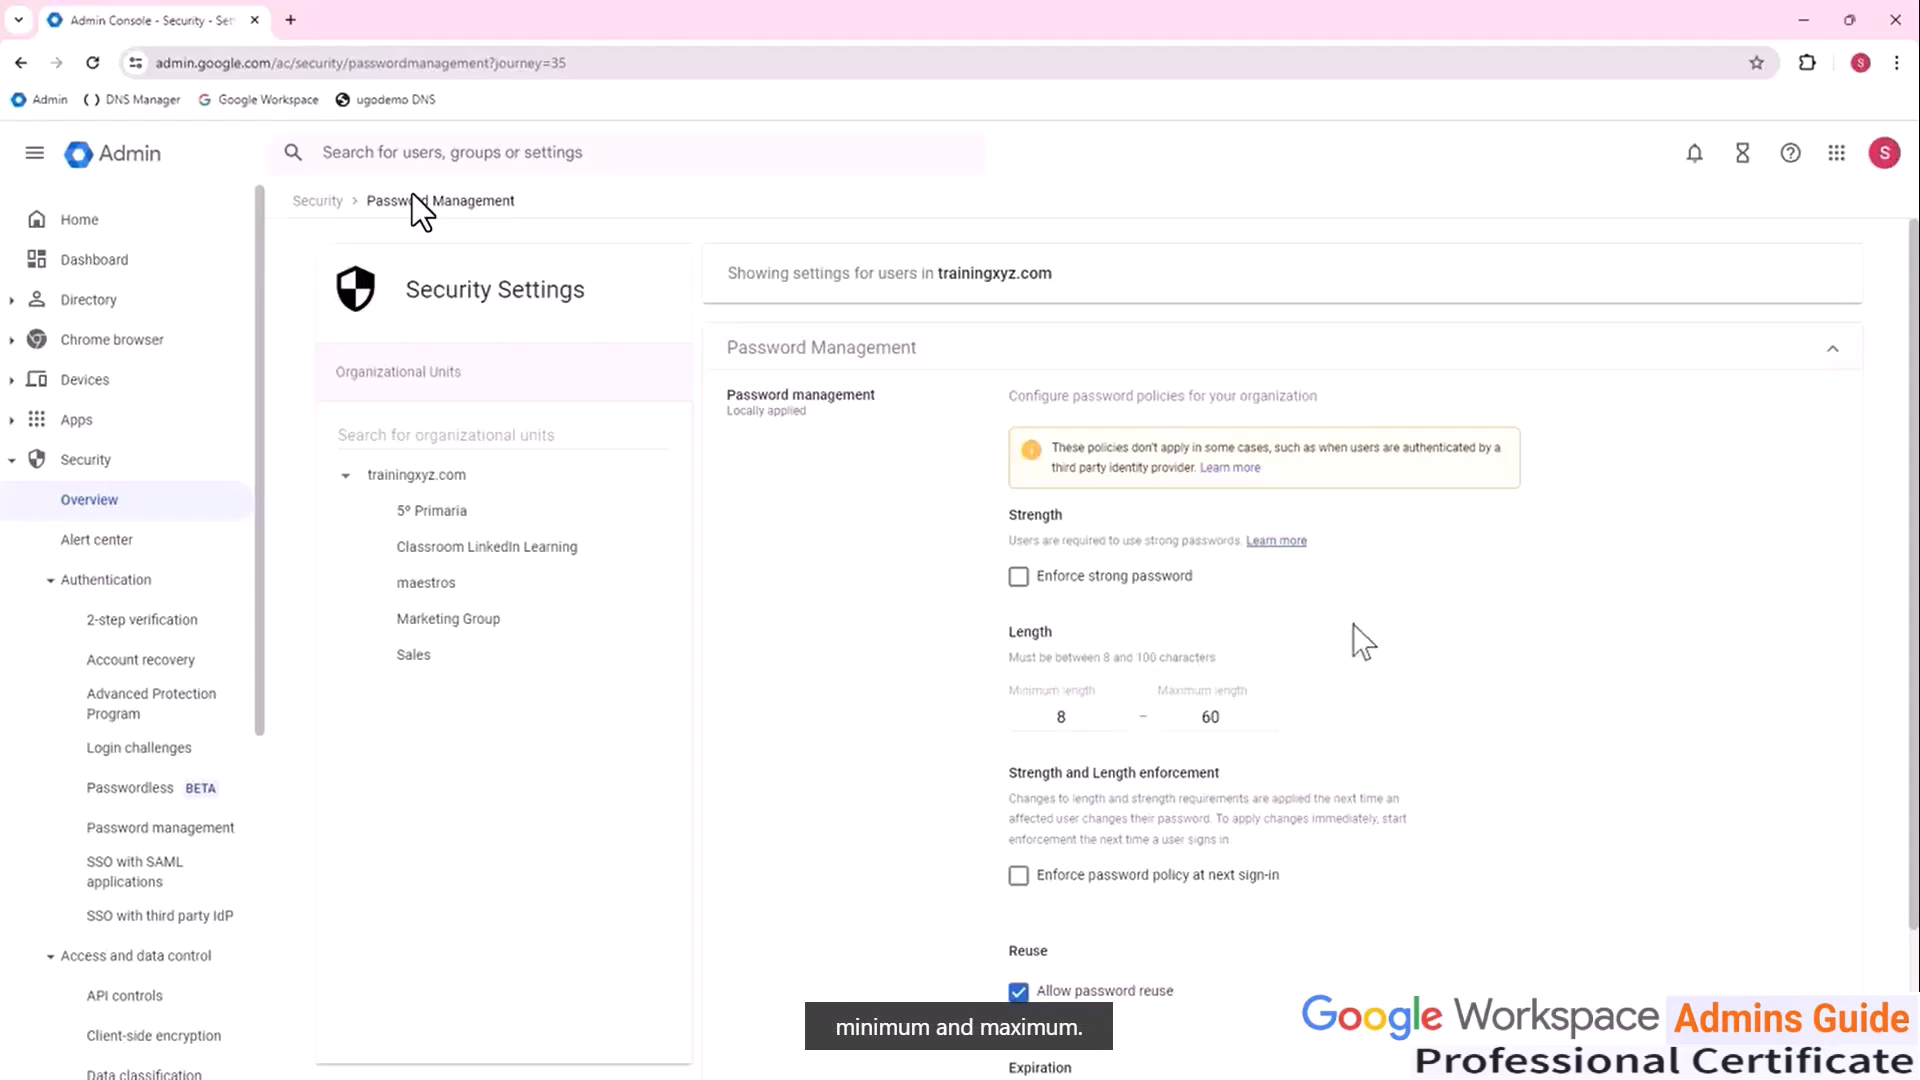 Admin Console - Security - Set
admin.google.com/ac/security/passwordmanagement?journey=35
S
Admin
DNS Manager
Google Workspace
ugodemo DNS
Admin
Search for users, groups or settings
S
Security > Password Management
Home
Dashboard
Directory
Chrome browser
Devices
Apps
Security
Overview
Alert center
Authentication
2-step verification
Account recovery
Advanced Protection
Program
Login challenges
Passwordless BETA
Password management
SSO with SAML
applications
SSO with third party IdP
Access and data control
API controls
Client-side encryption
Data classification
Security Settings
Organizational Units
Search for organizational units
trainingxyz.com
5º Primaria
Classroom LinkedIn Learning
maestros
Marketing Group
Sales
Showing settings for users in trainingxyz.com
Password Management
Password management
Locally applied
Configure password policies for your organization
These policies don't apply in some cases, such as when users are authenticated by a
third party identity provider. Learn more
Strength
Users are required to use strong passwords. Learn more
Enforce strong password
Length
Must be between 8 and 100 characters
Minimum length Maximum length
8 – 60
Strength and Length enforcement
Changes to length and strength requirements are applied the next time an
affected user changes their password. To apply changes immediately, start
enforcement the next time a user signs in
Enforce password policy at next sign-in
Reuse
Allow password reuse
Expiration
minimum and maximum.
Google Workspace Admins Guide
Professional Certificate